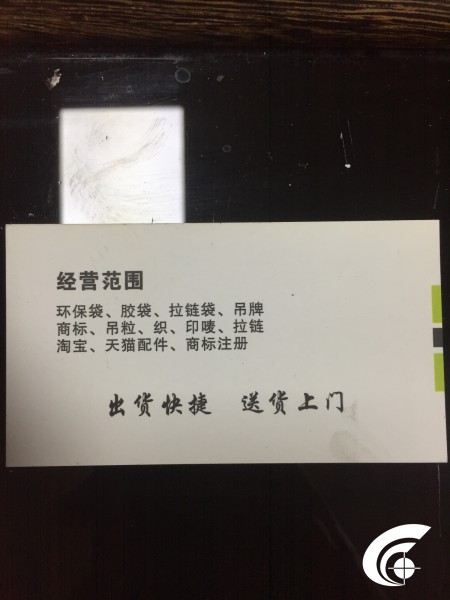 经营范围
环保袋、胶袋、拉链袋、吊牌
商标、吊粒、织、印唛、拉链
淘宝、天猫配件、商标注册
出货快捷 送货上门